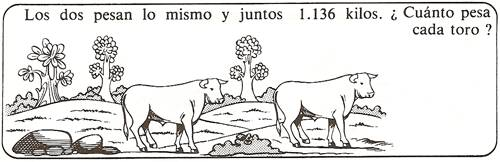 Los dos pesan lo mismo y juntos 1.136 kilos. ¿ Cuánto pesa
cada toro ?